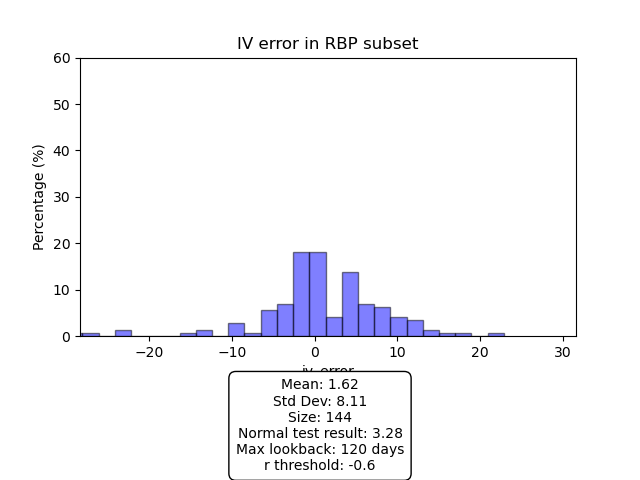 IV error in RBP subset
60
50
40
30
20
10
0
Percentage (%)
−20
−10
0
10
20
30
iv_error
Mean: 1.62
Std Dev: 8.11
Size: 144
Normal test result: 3.28
Max lookback: 120 days
r threshold: -0.6